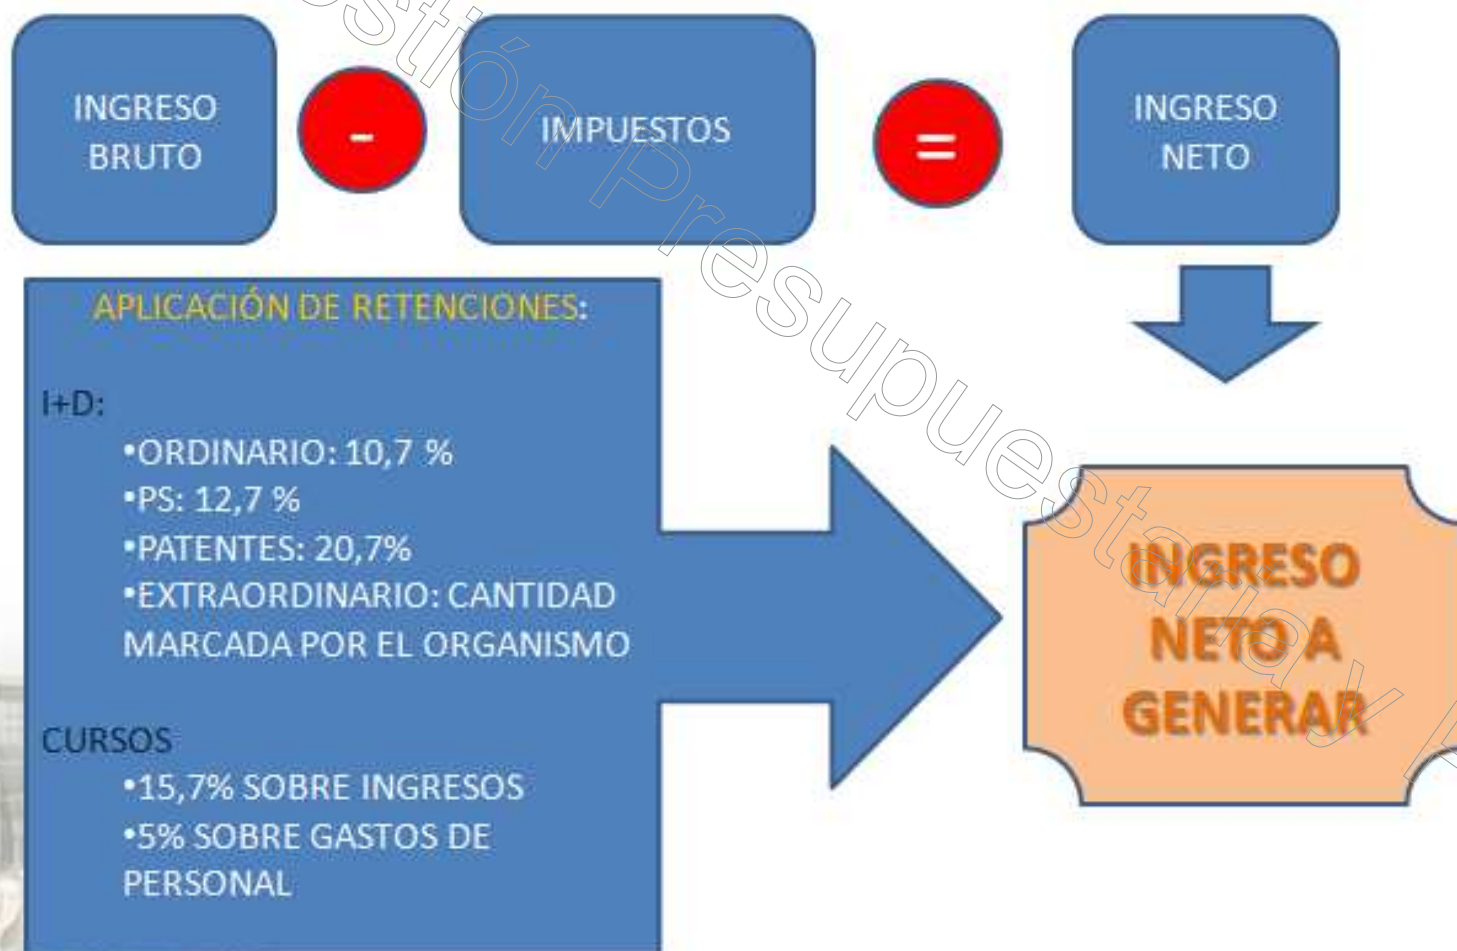 INGRESO
BRUTO
-
IMPUESTOS
=
INGRESO
NETO
APLICACIÓN DE RETENCIONES:
I+D:
•ORDINARIO: 10,7 %
•PS: 12,7 %
•PATENTES: 20,7%
•EXTRAORDINARIO: CANTIDAD
MARCADA POR EL ORGANISMO
CURSOS
•15,7% SOBRE INGRESOS
•5% SOBRE GASTOS DE
PERSONAL
INGRESO
NETO A
GENERAR
Presupuestaria y